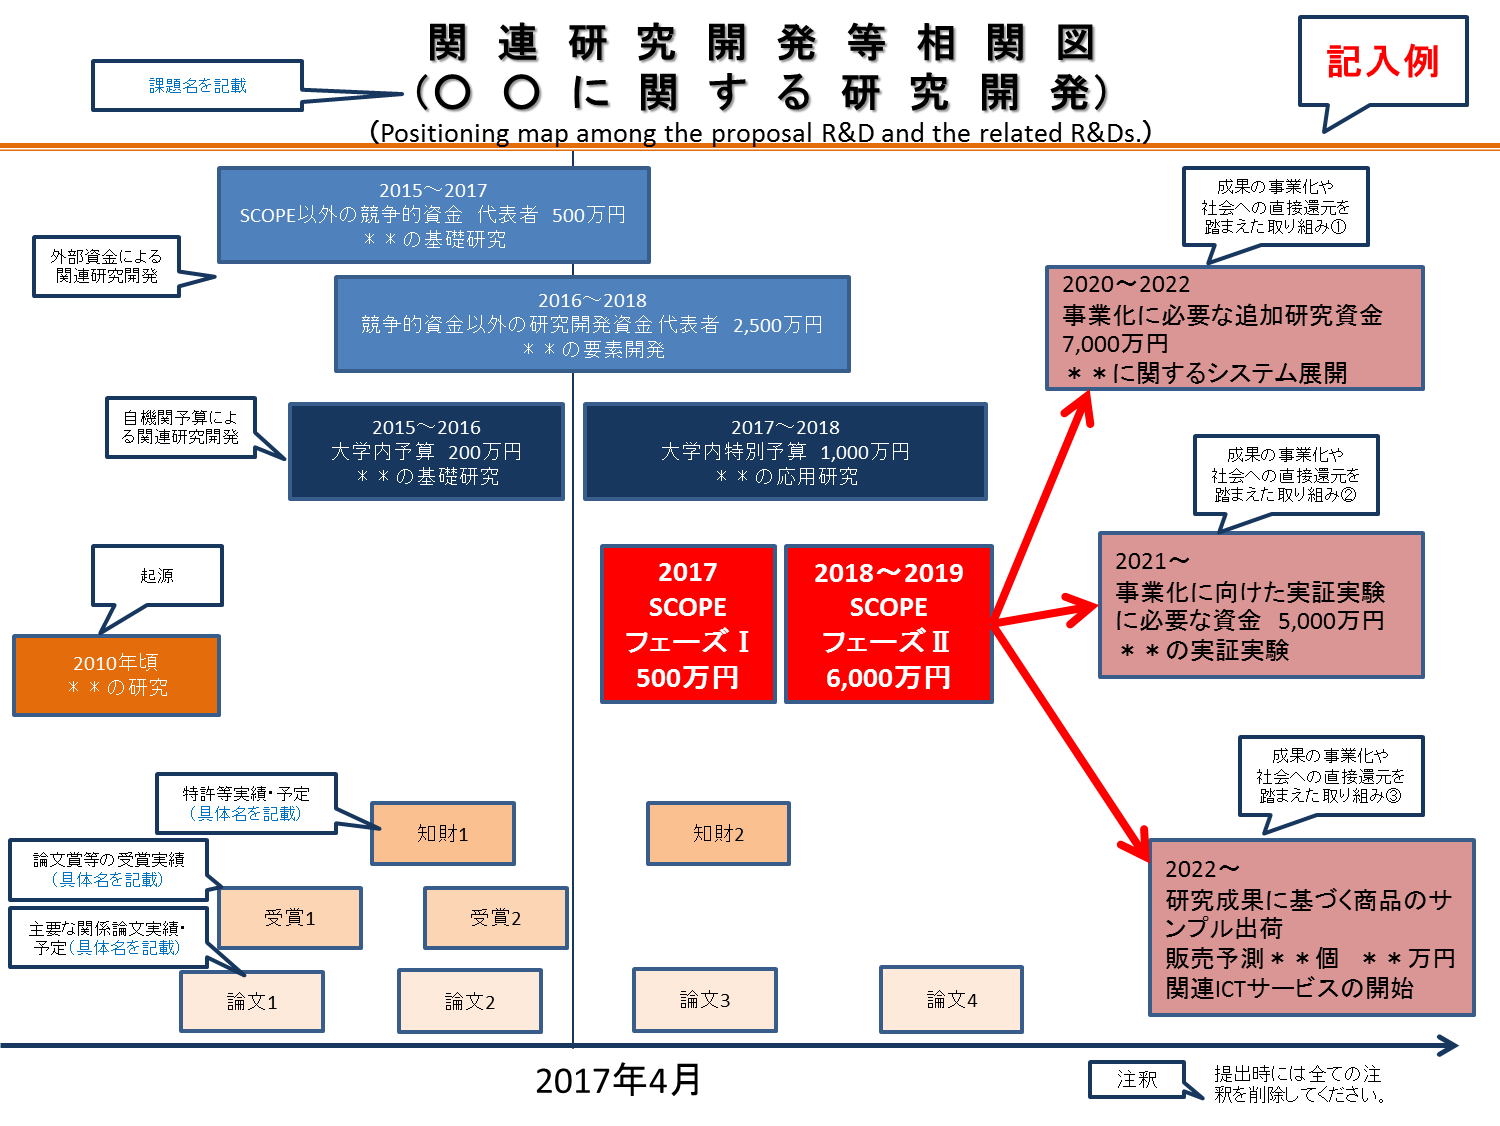 関連研究開発等相関図
(〇〇に関する研究開発)
(Positioning map among the proposal R&D and the related R&Ds.)
課題名を記載
記入例
2015～2017
SCOPE以外の競争的資金 代表者 500万円
＊＊の基礎研究
外部資金による
関連研究開発
2016～2018
競争的資金以外の研究開発資金 代表者 2,500万円
＊＊の要素開発
成果の事業化や
社会への直接還元を
踏まえた取り組み①
2020～2022
事業化に必要な追加研究資金
7,000万円
＊＊に関するシステム展開
自機関予算によ
る関連研究開発
2015～2016
大学内予算 200万円
＊＊の基礎研究
2017～2018
大学内特別予算 1,000万円
＊＊の応用研究
成果の事業化や
社会への直接還元を
踏まえた取り組み②
2021～
事業化に向けた実証実験
に必要な資金 5,000万円
＊＊の実証実験
起源
2010年頃
＊＊の研究
2017
SCOPE
フェーズⅠ
500万円
2018～2019
SCOPE
フェーズⅡ
6,000万円
成果の事業化や
社会への直接還元を
踏まえた取り組み③
2022～
研究成果に基づく商品のサ
ンプル出荷
販売予測＊＊個 ＊＊万円
関連ICTサービスの開始
特許等実績・予定
(具体名を記載)
知財1
知財2
論文賞等の受賞実績
(具体名を記載)
受賞1
受賞2
主要な関係論文実績・
予定(具体名を記載)
論文1
論文2
論文3
論文4
2017年4月
注釈
提出時には全ての注
釈を削除してください。